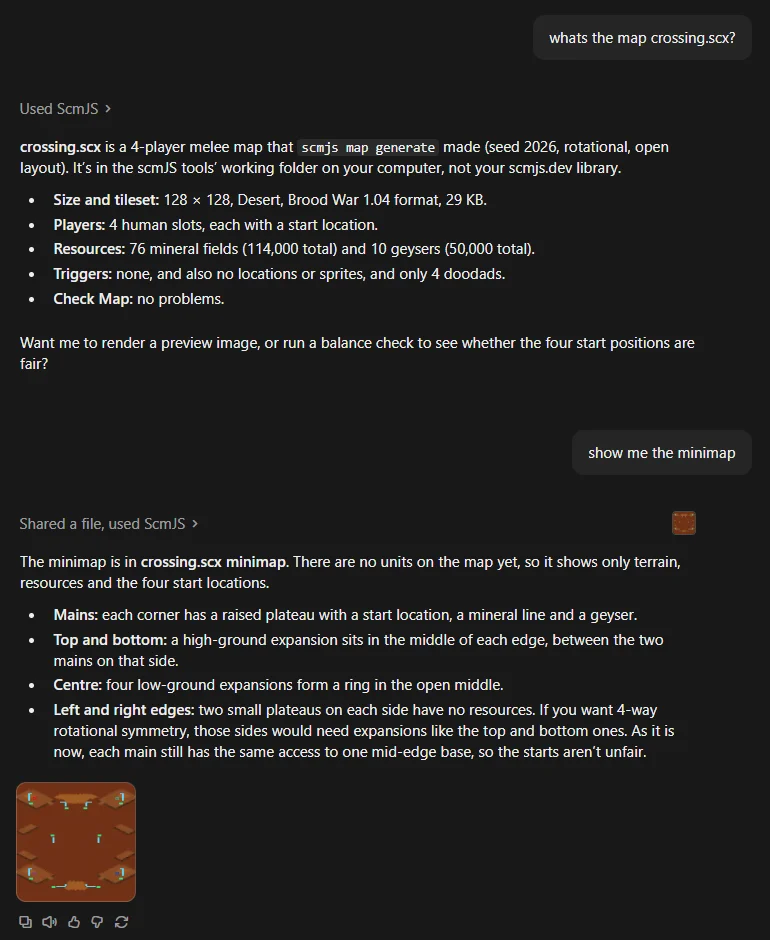 whats the map crossing.scx?
Used ScmJS >
crossing.scx is a 4-player melee map that scmjs map generate made (seed 2026, rotational, open
layout). It's in the scmJS tools' working folder on your computer, not your scmjs.dev library.
• Size and tileset: 128 × 128, Desert, Brood War 1.04 format, 29 KB.
• Players: 4 human slots, each with a start location.
• Resources: 76 mineral fields (114,000 total) and 10 geysers (50,000 total).
• Triggers: none, and also no locations or sprites, and only 4 doodads.
• Check Map: no problems.
Want me to render a preview image, or run a balance check to see whether the four start positions are
fair?
show me the minimap
Shared a file, used ScmJS >
The minimap is in crossing.scx minimap. There are no units on the map yet, so it shows only terrain,
resources and the four start locations.
• Mains: each corner has a raised plateau with a start location, a mineral line and a geyser.
• Top and bottom: a high-ground expansion sits in the middle of each edge, between the two
mains on that side.
• Centre: four low-ground expansions form a ring in the open middle.
• Left and right edges: two small plateaus on each side have no resources. If you want 4-way
rotational symmetry, those sides would need expansions like the top and bottom ones. As it is
now, each main still has the same access to one mid-edge base, so the starts aren't unfair.